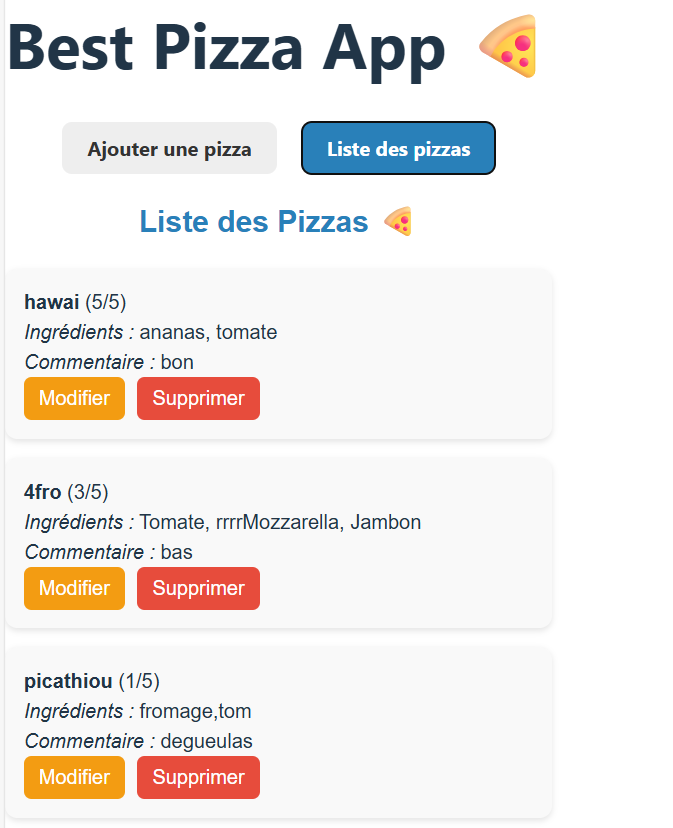 Best Pizza App 🍕
Ajouter une pizza
Liste des pizzas
Liste des Pizzas 🍕
hawai (5/5)
Ingrédients : ananas, tomate
Commentaire : bon
Modifier
Supprimer
4fro (3/5)
Ingrédients : Tomate, rrrrMozzarella, Jambon
Commentaire : bas
Modifier
Supprimer
picathiou (1/5)
Ingrédients : fromage,tom
Commentaire : degueulas
Modifier
Supprimer